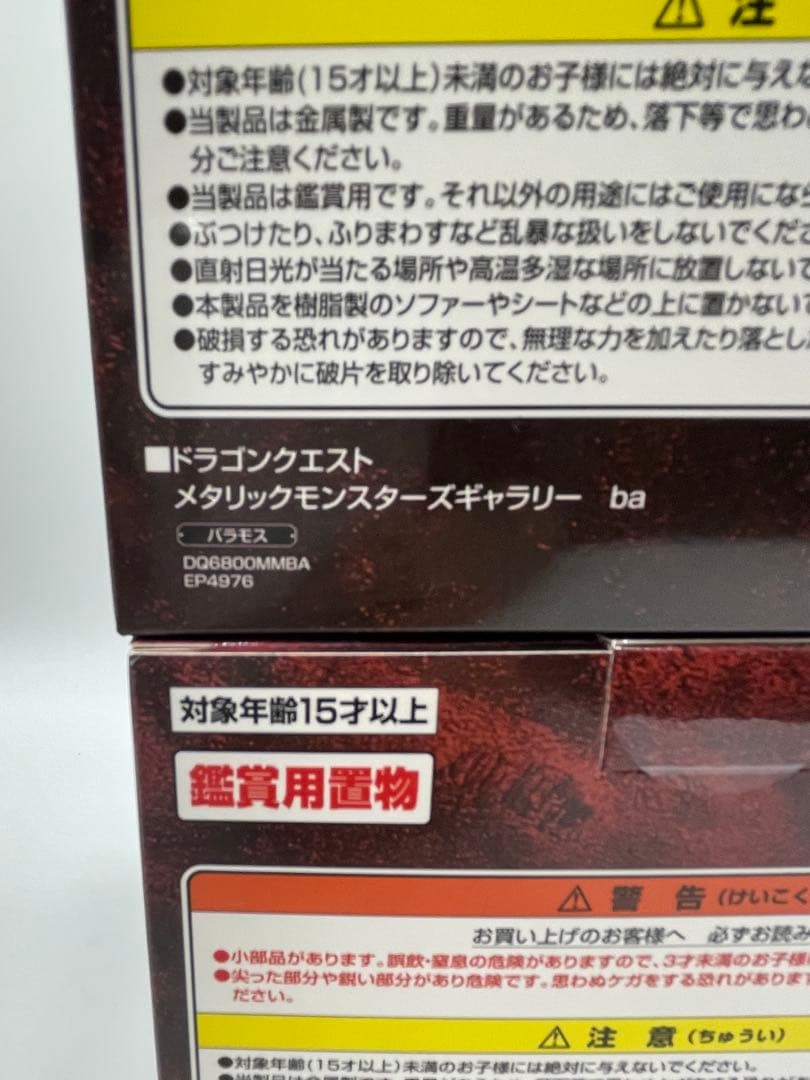 ⚠ 注
●対象年齢(15才以上)未満のお子様には絶対に与えな
●当製品は金属製です。重量があるため、落下等で思わ
分ご注意ください。
●当製品は鑑賞用です。それ以外の用途にはご使用になら
●ぶつけたり、ふりまわすなど乱暴な扱いをしないでくださ
●直射日光が当たる場所や高温多湿な場所に放置しないで
●本製品を樹脂製のソファーやシートなどの上に置かないで
●破損する恐れがありますので、無理な力を加えたり落とした
すみやかに破片を取り除いてください。
■ドラゴンクエスト
メタリックモンスターズギャラリー ba
バラモス
DQ6800MMBA
EP4976
対象年齢15才以上
鑑賞用置物
⚠ 警 告 (けいこく
お買い上げのお客様へ 必ずお読み
●小部品があります。誤飲・窒息の危険がありますので、3才未満のお子様
●尖った部分や鋭い部分があり危険です。思わぬケガをする恐れがありま
ださい。
⚠ 注 意 (ちゅうい)
●対象年齢(15才以上)未満のお子様には絶対に与えないでください。